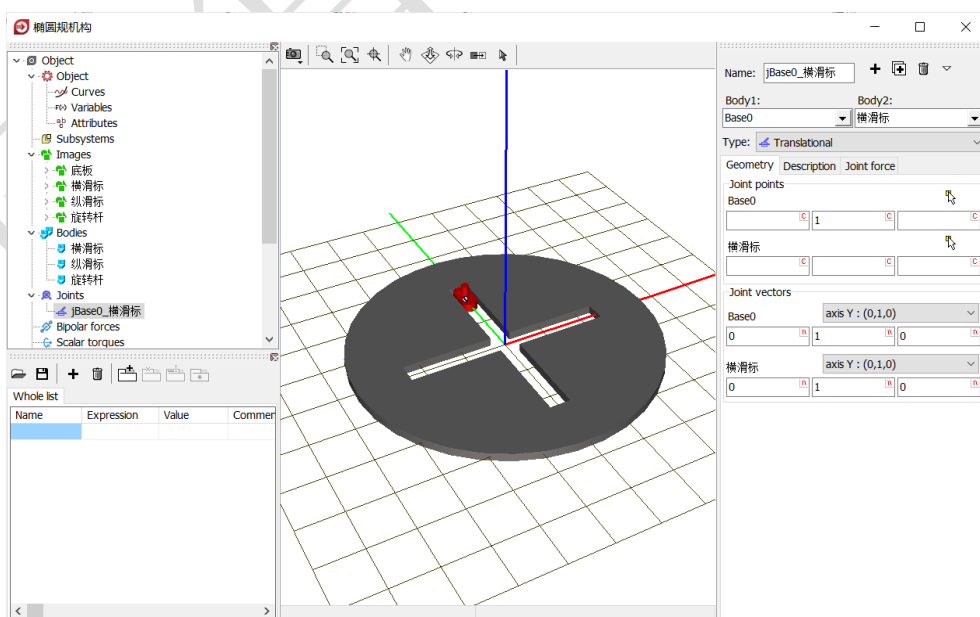 椭圆规机构
Object
Object
Curves
F(x) Variables
Attributes
Subsystems
Images
底板
横滑标
纵滑标
旋转杆
Bodies
横滑标
纵滑标
旋转杆
Joints
jBase0_横滑标
Bipolar forces
Scalar torques
Whole list
Name Expression Value Commen
Name: jBase0_横滑标
Body1: Body2:
Base0 横滑标
Type: Translational
Geometry Description Joint force
Joint points
Base0
C 1 C C
横滑标
C C C
Joint vectors
Base0 axis Y : (0,1,0)
0 n 1 n 0 n
横滑标 axis Y : (0,1,0)
0 n 1 n 0 n